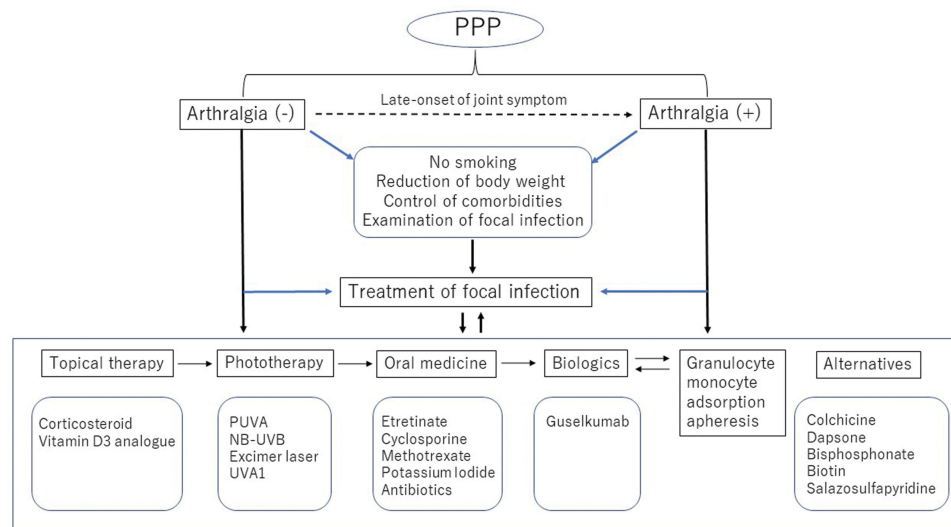 PPP
Late-onset of joint symptom
Arthralgia (-)
Arthralgia (+)
No smoking
Reduction of body weight
Control of comorbidities
Examination of focal infection
Treatment of focal infection
Topical therapy
Phototherapy
Oral medicine
Biologics
Granulocyte
monocyte
adsorption
apheresis
Alternatives
Corticosteroid
Vitamin D3 analogue
PUVA
NB-UVB
Excimer laser
UVA1
Etretinate
Cyclosporine
Methotrexate
Potassium Iodide
Antibiotics
Guselkumab
Colchicine
Dapsone
Bisphosphonate
Biotin
Salazosulfapyridine